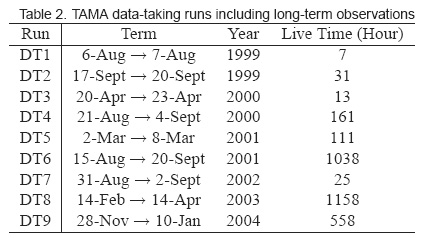 Table 2. TAMA data-taking runs including long-term observations
Run Term Year Live Time (Hour)
DT1 6-Aug → 7-Aug 1999 7
DT2 17-Sept → 20-Sept 1999 31
DT3 20-Apr → 23-Apr 2000 13
DT4 21-Aug → 4-Sept 2000 161
DT5 2-Mar → 8-Mar 2001 111
DT6 15-Aug → 20-Sept 2001 1038
DT7 31-Aug → 2-Sept 2002 25
DT8 14-Feb → 14-Apr 2003 1158
DT9 28-Nov → 10-Jan 2004 558